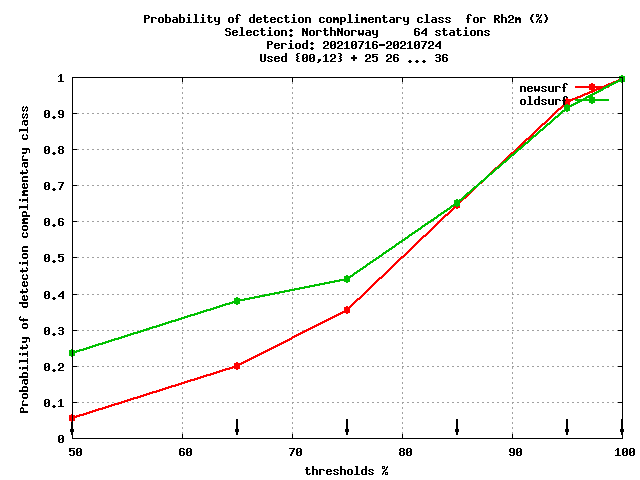 Probability of detection complimentary class  for Rh2m (%)
Selection: NorthNorway     64 stations
Period: 20210716-20210724
Used {00,12} + 25 26 ... 36
newsurf
oldsurf
Probability of detection complimentary class
1
0.9
0.8
0.7
0.6
0.5
0.4
0.3
0.2
0.1
0
50
60
70
80
90
100
thresholds %